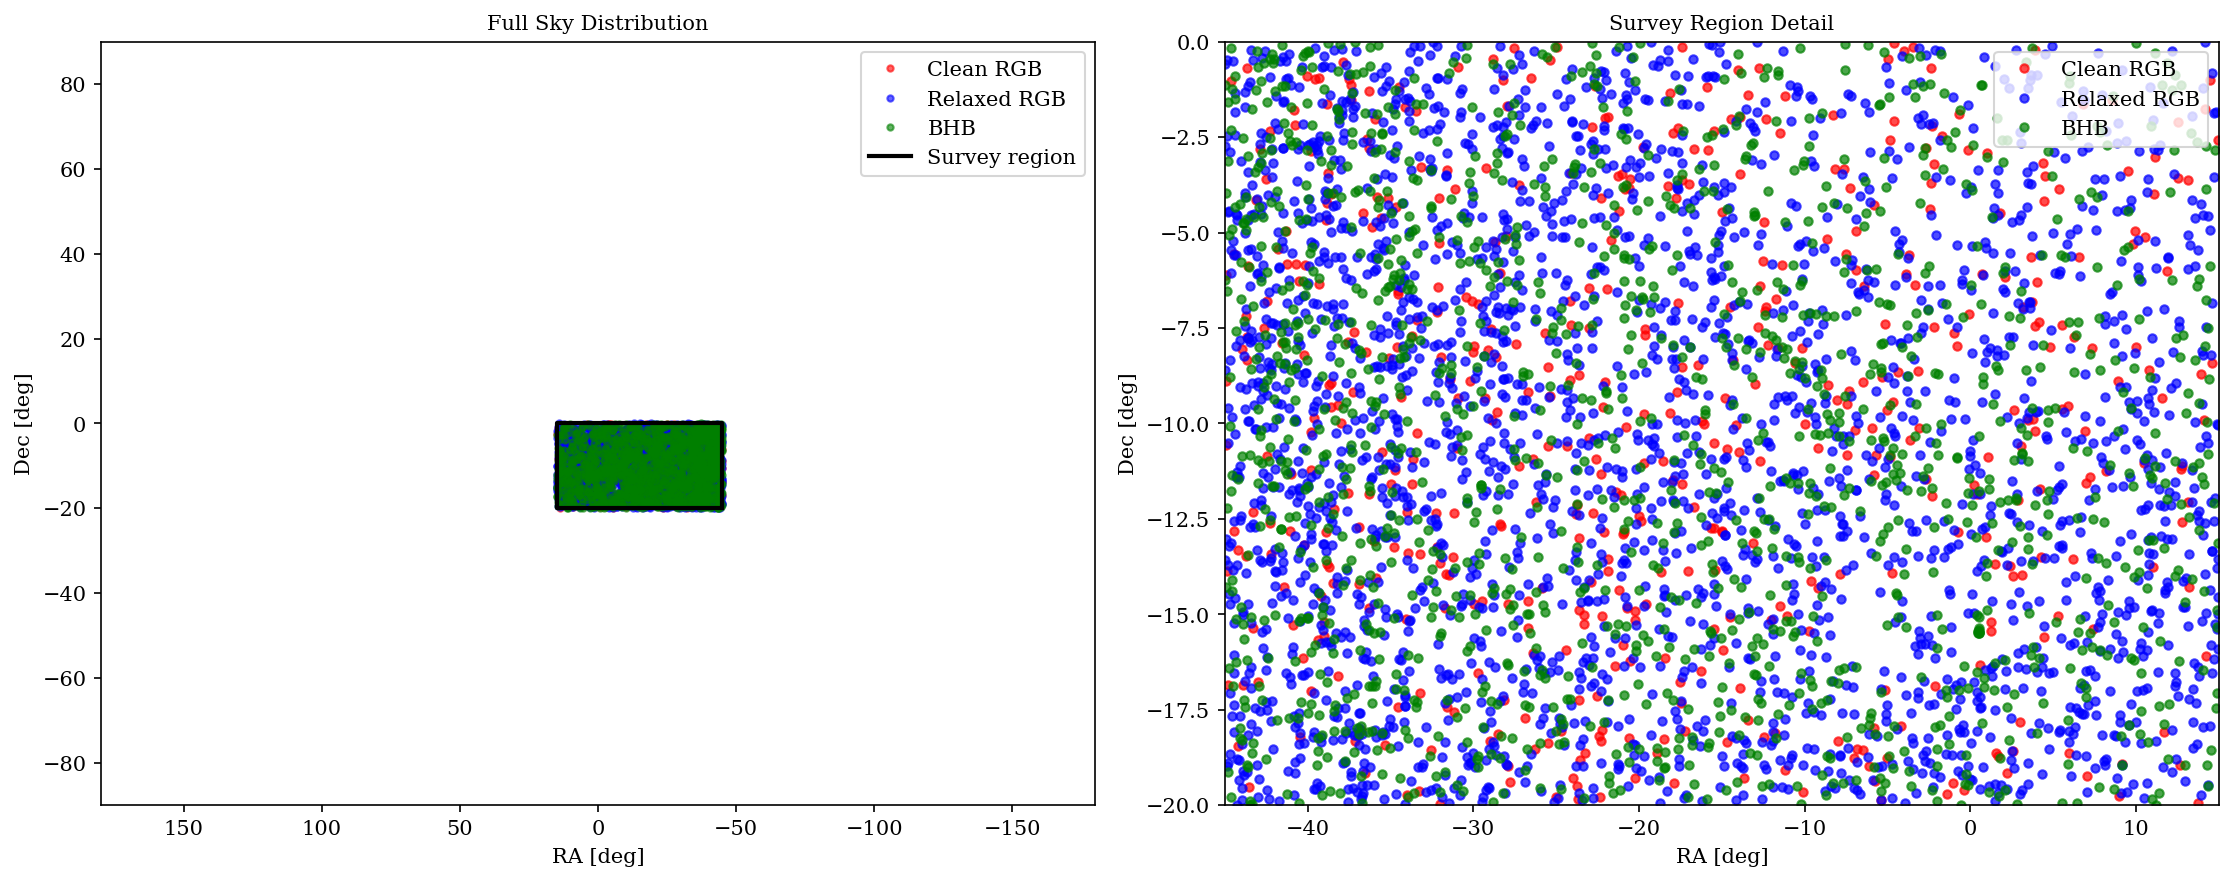 Full Sky Distribution
Clean RGB
Relaxed RGB
BHB
Survey region
80
60
40
20
0
−20
−40
−60
−80
Dec [deg]
150
100
50
0
−50
−100
−150
RA [deg]
Survey Region Detail
Clean RGB
Relaxed RGB
BHB
0.0
−2.5
−5.0
−7.5
−10.0
−12.5
−15.0
−17.5
−20.0
Dec [deg]
−40
−30
−20
−10
0
10
RA [deg]